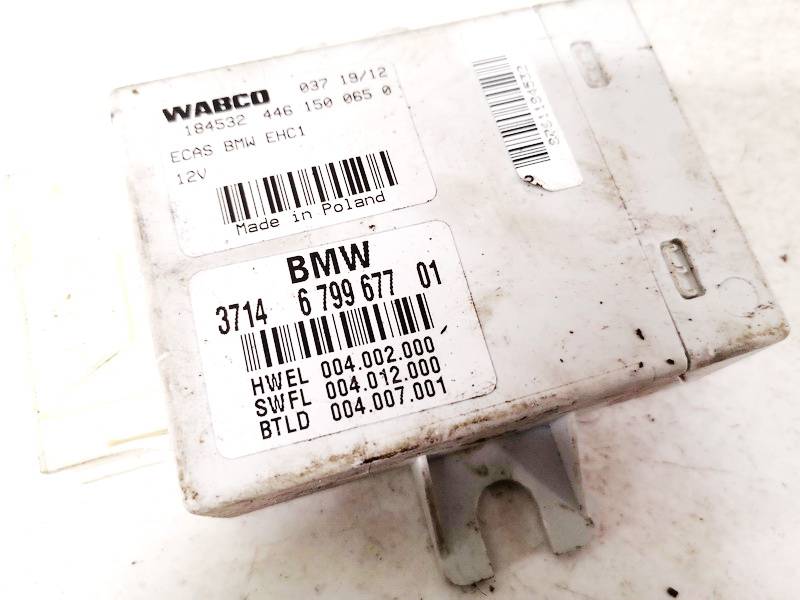 WABCO 037 19/12
184532 446 150 065 0
ECAS BMW EHC1
12V
Made in Poland
BMW
3714 6 799 677 01
HWEL 004.002.000
SWFL 004.012.000
BTLD 004.007.001